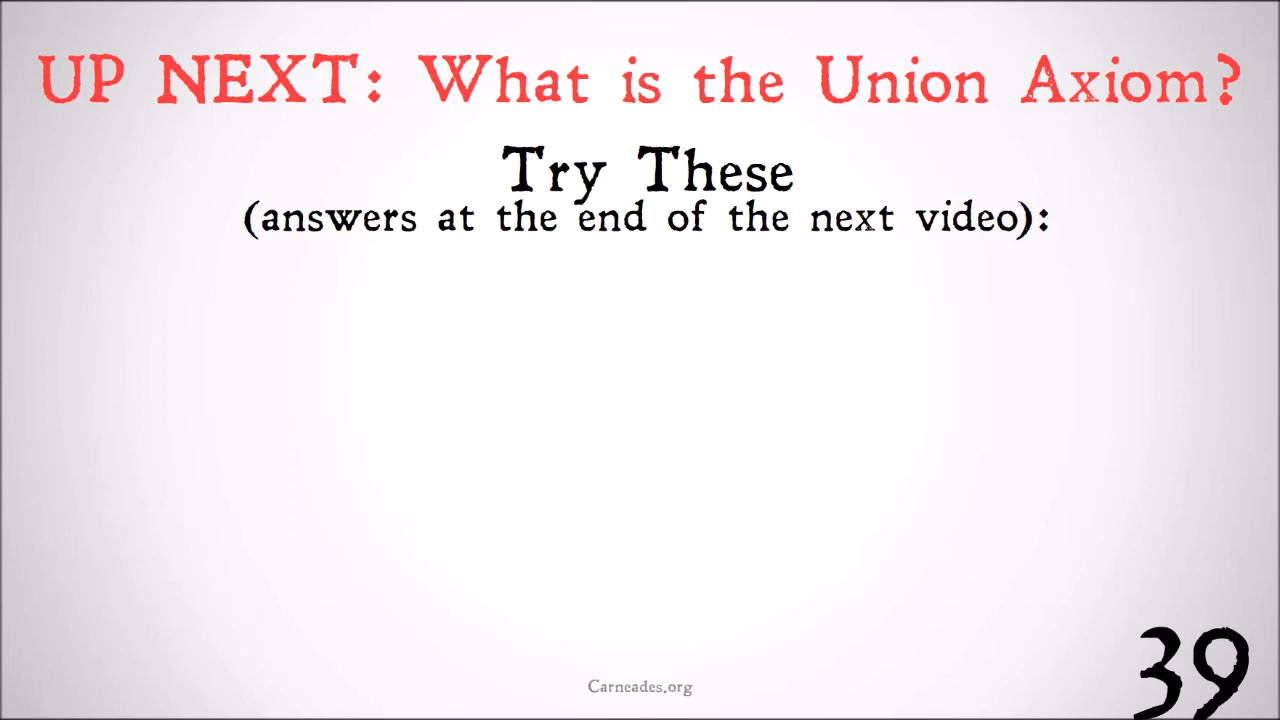 UP NEXT: What is the Union Axiom?
Try These
(answers at the end of the next video):
Carneades.org
39